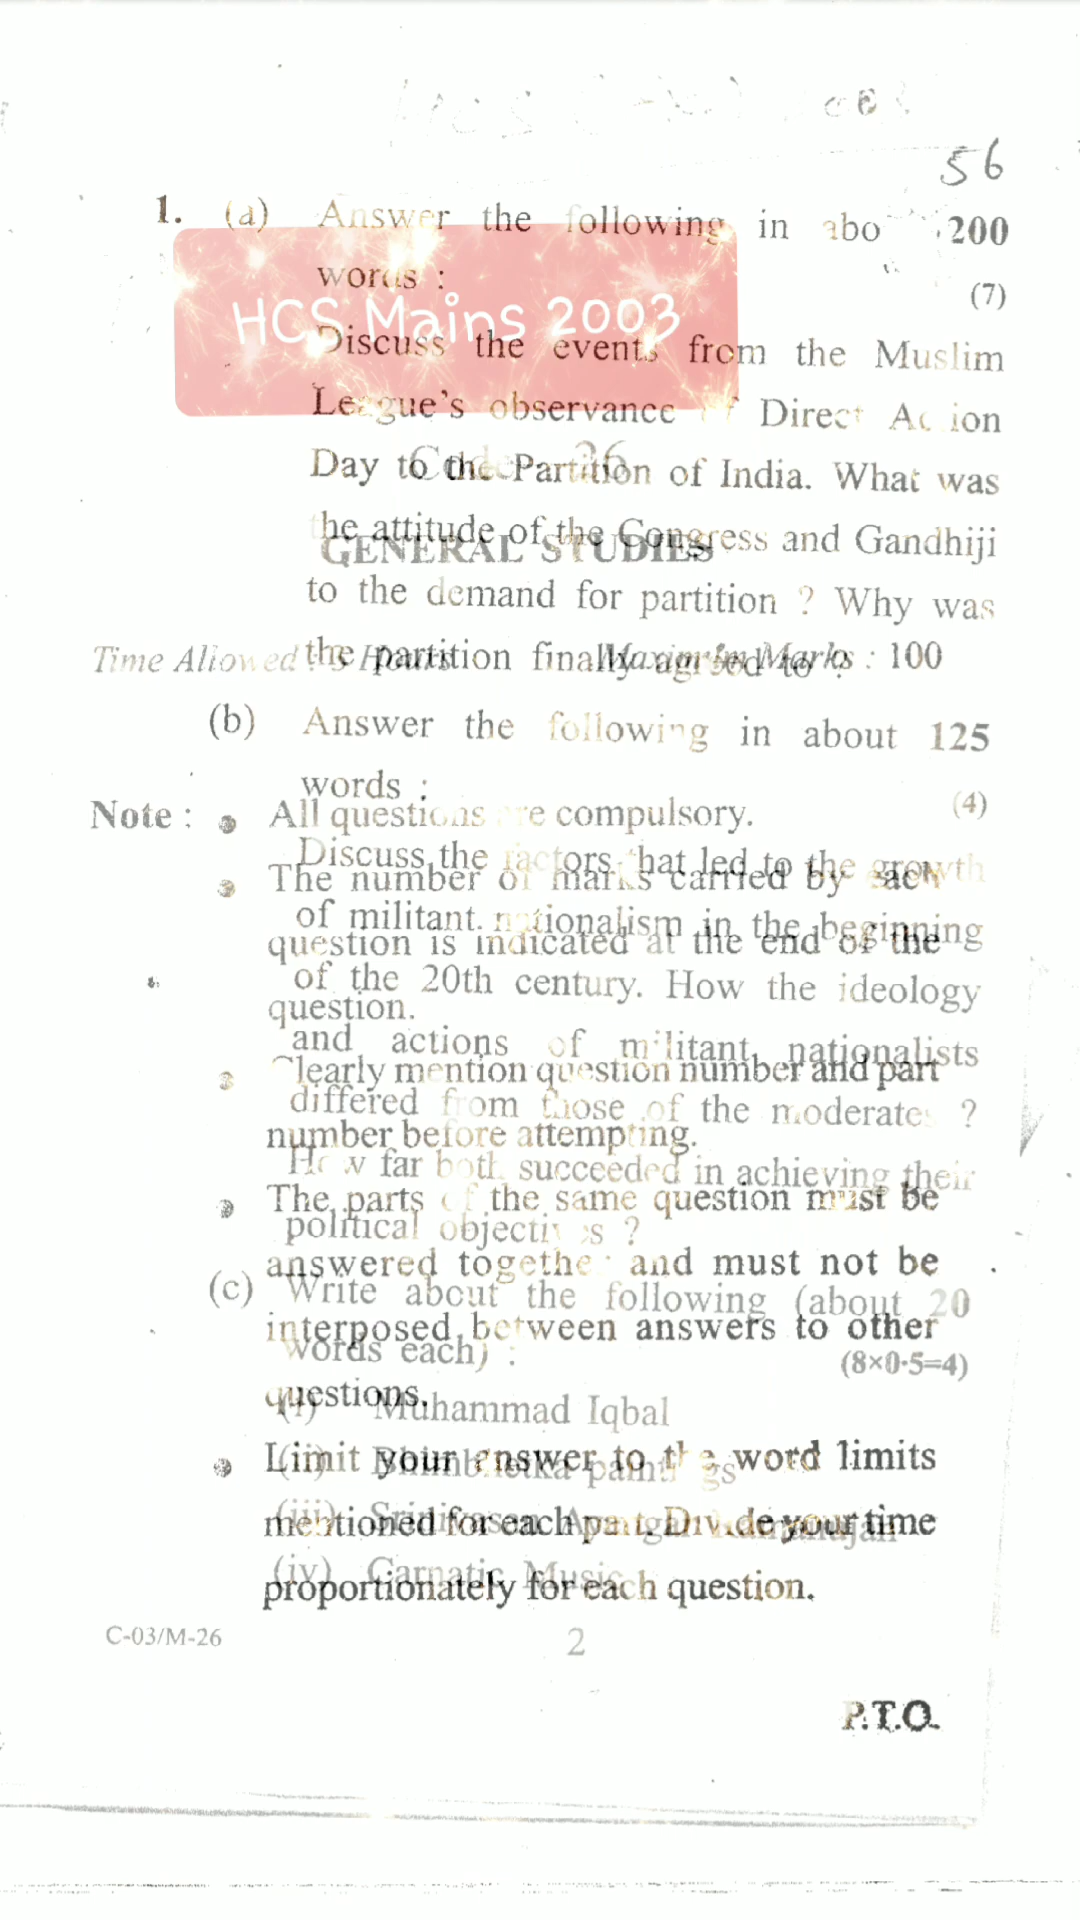 56
1. (a) Answer the following in 200
words :
(7)
HCS Mains 2003
Discuss the events from the Muslim
League's observance Direct Action
Day to the Partition of India. What was
the attitude of the Congress and Gandhiji
to the demand for partition ? Why was
the partition finally agreed to ?
(b) Answer the following in about 125
words :
(4)
Discuss the factors that led to the growth
of militant nationalism in the beginning
of the 20th century. How the ideology
and actions of militant nationalists
differed from those of the moderates ?
How far both succeeded in achieving their
political objectives ?
(c) Write about the following (about 20
words each) :
(8×0·5=4)
(i) Muhammad Iqbal
(ii) Bhimbhetka paintings
(iii) Srinivasan Ramanujan
(iv) Carnatic Music
C-03/M-26
2
26
GENERAL STUDIES
Time Allowed : 3 Hours Maximum Marks : 100
Note : All questions are compulsory.
The number of marks carried by each
question is indicated at the end of the
question.
Clearly mention question number and part
number before attempting.
The parts of the same question must be
answered together and must not be
interposed between answers to other
questions.
Limit your answer to the word limits
mentioned for each part. Divide your time
proportionately for each question.
P.T.O.